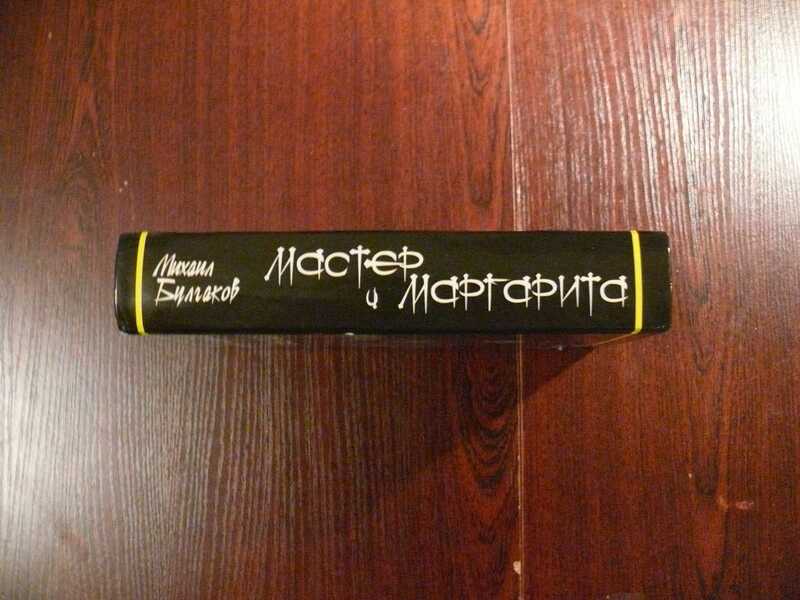 Михаил
Булгаков
Мастер
и
Маргарита